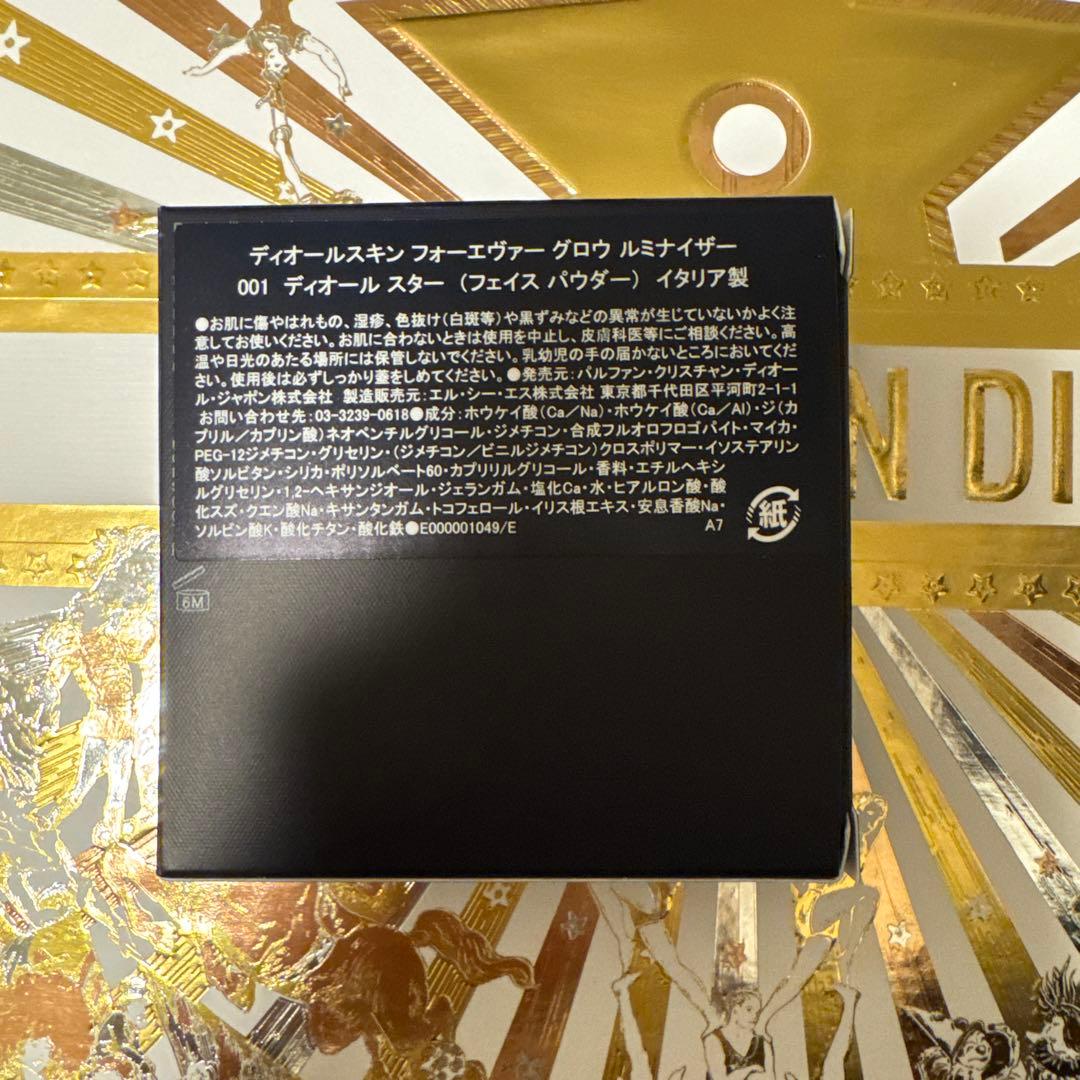 ディオールスキン フォーエヴァー グロウ ルミナイザー
001 ディオール スター (フェイス パウダー) イタリア製
●お肌に傷やはれもの、湿疹、色抜け(白斑等)や黒ずみなどの異常が生じていないかよく注
意してお使いください。お肌に合わないときは使用を中止し、皮膚科医等にご相談ください。高
温や日光のあたる場所には保管しないでください。乳幼児の手の届かないところにおいてくだ
さい。使用後は必ずしっかり蓋をしめてください。●発売元:パルファン・クリスチャン・ディオー
ル・ジャポン株式会社 製造販売元:エル・シー・エス株式会社 東京都千代田区平河町2-1-1
お問い合わせ先:03-3239-0618●成分:ホウケイ酸(Ca/Na)・ホウケイ酸(Ca/Al)・ジ(カ
プリル/カプリン酸)ネオペンチルグリコール・ジメチコン・合成フルオロフロゴパイト・マイカ・
PEG-12ジメチコン・グリセリン・(ジメチコン/ビニルジメチコン)クロスポリマー・イソステアリン
酸ソルビタン・シリカ・ポリソルベート60・カプリリルグリコール・香料・エチルヘキシ
ルグリセリン・1,2-ヘキサンジオール・ジェランガム・塩化Ca・水・ヒアルロン酸・酸
化スズ・クエン酸Na・キサンタンガム・トコフェロール・イリス根エキス・安息香酸Na・
ソルビン酸K・酸化チタン・酸化鉄●E000001049/E
A7
紙
6M
N DI